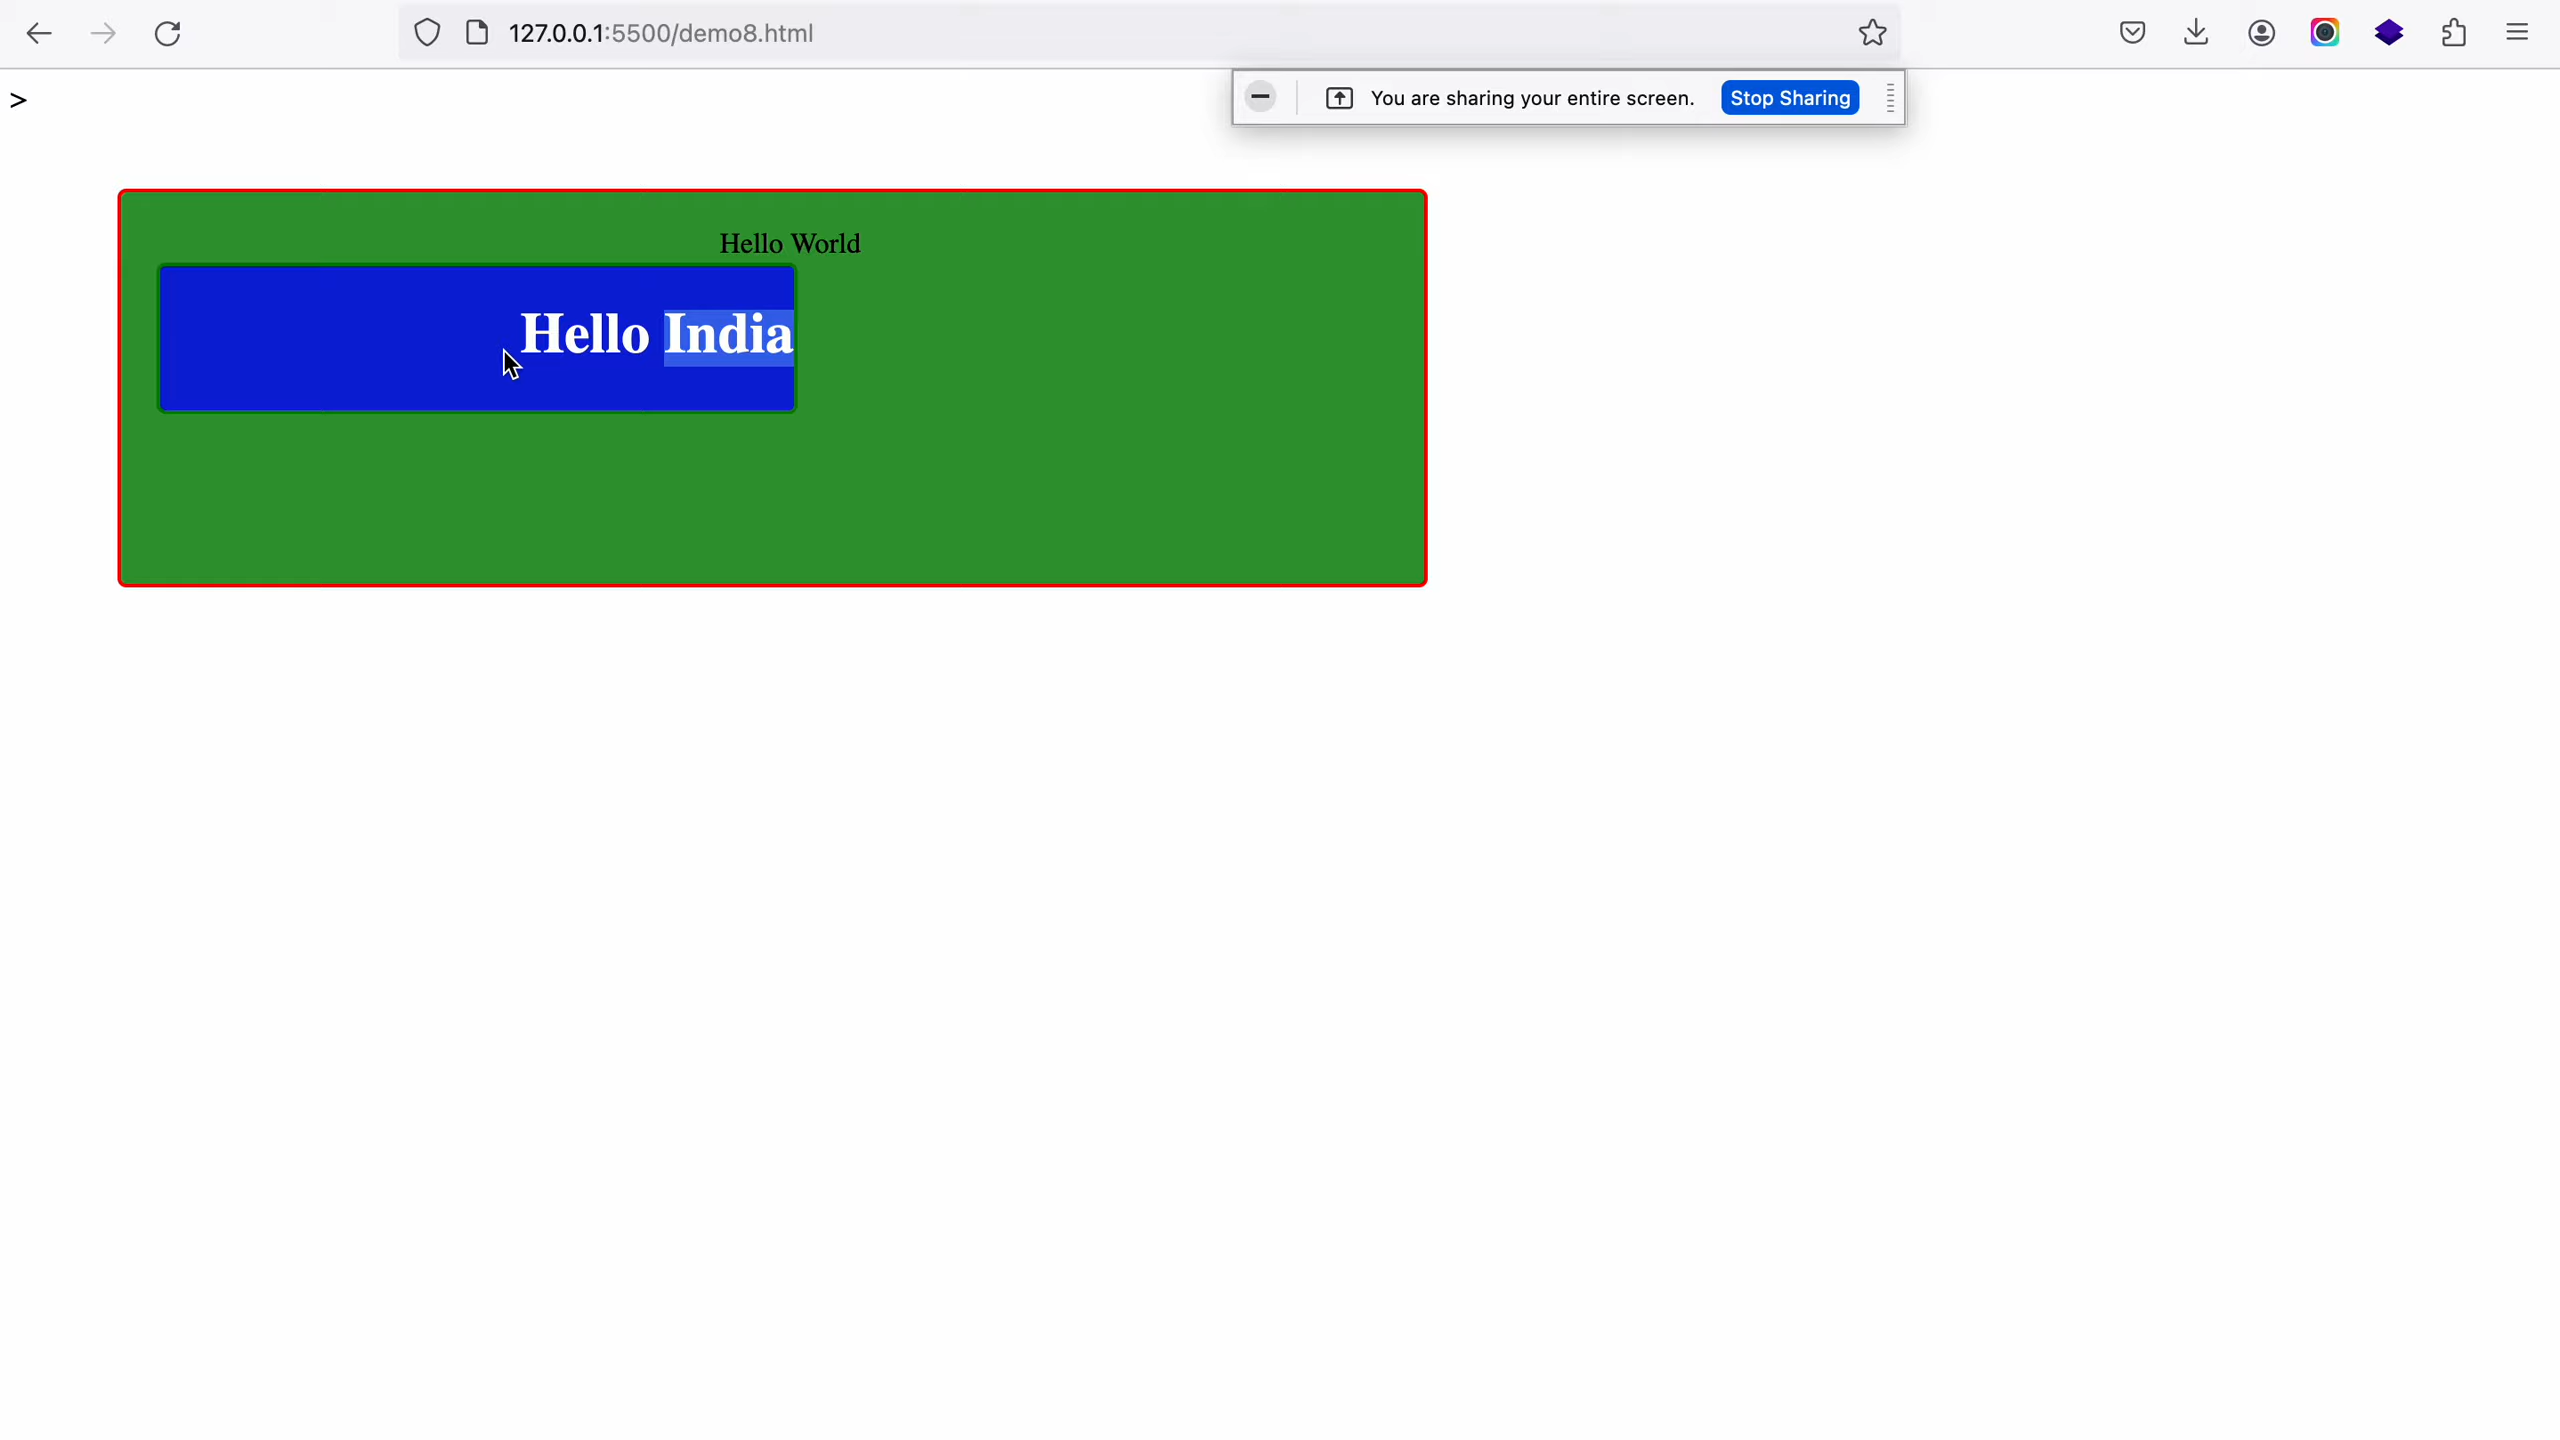 127.0.0.1:5500/demo8.html
You are sharing your entire screen. Stop Sharing
>
Hello World
Hello India